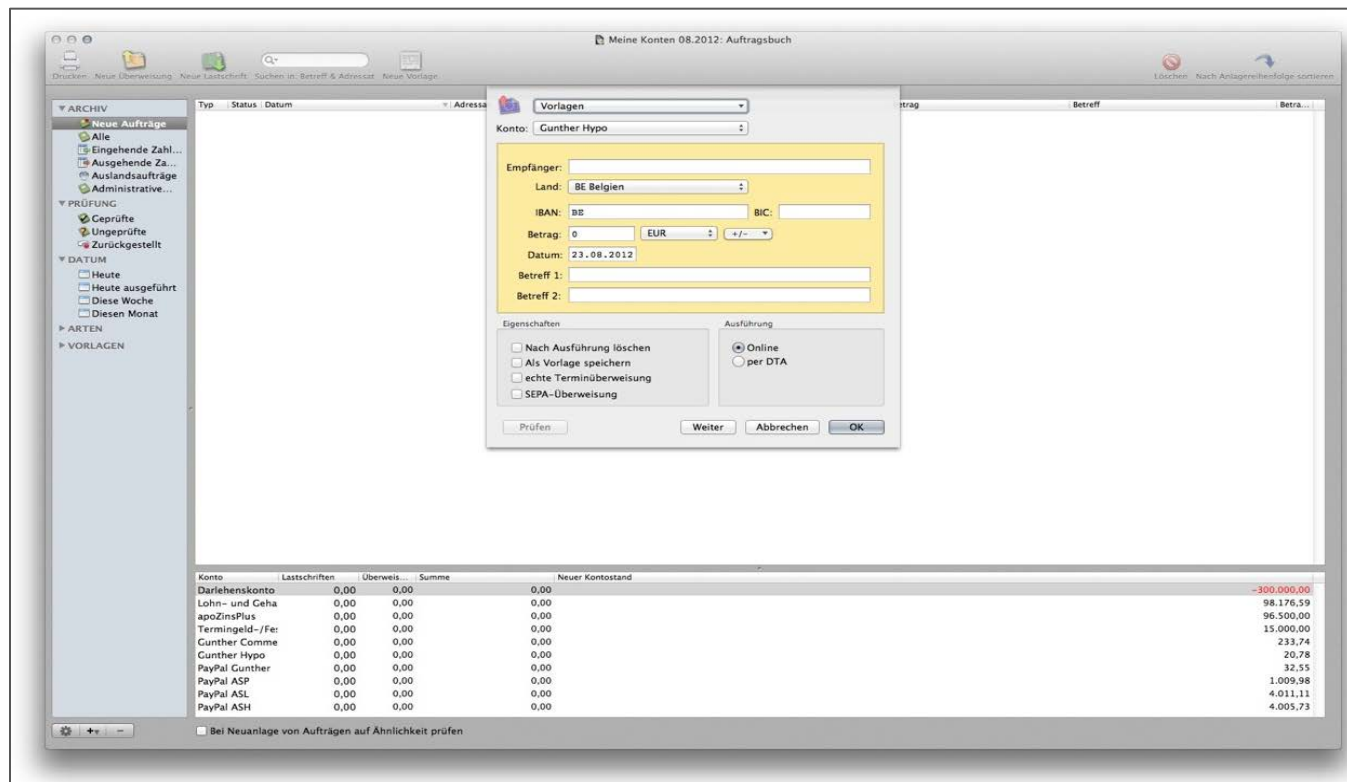 Meine Konten 08.2012: Auftragsbuch
Drucken Neue Überweisung Neue Lastschrift Suchen in: Betreff & Adressat Neue Vorlage Löschen Nach Anlagereihenfolge sortieren
ARCHIV
Neue Aufträge
Alle
Eingehende Zahl...
Ausgehende Za...
Auslandsaufträge
Administrative...
PRÜFUNG
Geprüfte
Ungeprüfte
Zurückgestellt
DATUM
Heute
Heute ausgeführt
Diese Woche
Diesen Monat
ARTEN
VORLAGEN
Typ Status Datum Adressa etrag Betreff Betra...
Vorlagen
Konto: Gunther Hypo
Empfänger:
Land: BE Belgien
IBAN: BE BIC:
Betrag: 0 EUR +/-
Datum: 23.08.2012
Betreff 1:
Betreff 2:
Eigenschaften Ausführung
Nach Ausführung löschen Online
Als Vorlage speichern per DTA
echte Terminüberweisung
SEPA-Überweisung
Prüfen Weiter Abbrechen OK
Konto Lastschriften Überweis... Summe Neuer Kontostand
Darlehenskonto 0,00 0,00 0,00 -300.000,00
Lohn- und Geha 0,00 0,00 0,00 98.176,59
apoZinsPlus 0,00 0,00 0,00 96.500,00
Termingeld-/Fe: 0,00 0,00 0,00 15.000,00
Gunther Comme 0,00 0,00 0,00 233,74
Gunther Hypo 0,00 0,00 0,00 20,78
PayPal Gunther 0,00 0,00 0,00 32,55
PayPal ASP 0,00 0,00 0,00 1.009,98
PayPal ASL 0,00 0,00 0,00 4.011,11
PayPal ASH 0,00 0,00 0,00 4.005,73
Bei Neuanlage von Aufträgen auf Ähnlichkeit prüfen